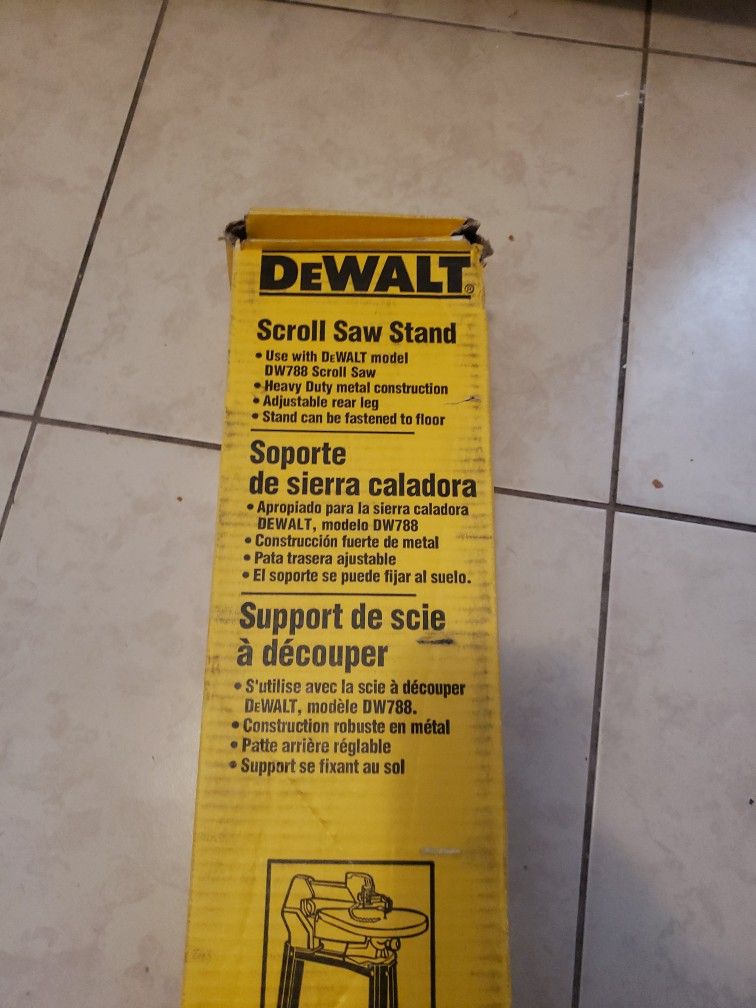 DEWALT®
Scroll Saw Stand
• Use with DEWALT model
DW788 Scroll Saw
• Heavy Duty metal construction
• Adjustable rear leg
• Stand can be fastened to floor
Soporte
de sierra caladora
• Apropiado para la sierra caladora
DEWALT, modelo DW788
• Construcción fuerte de metal
• Pata trasera ajustable
• El soporte se puede fijar al suelo.
Support de scie
à découper
• S'utilise avec la scie à découper
DEWALT, modèle DW788.
• Construction robuste en métal
• Patte arrière réglable
• Support se fixant au sol